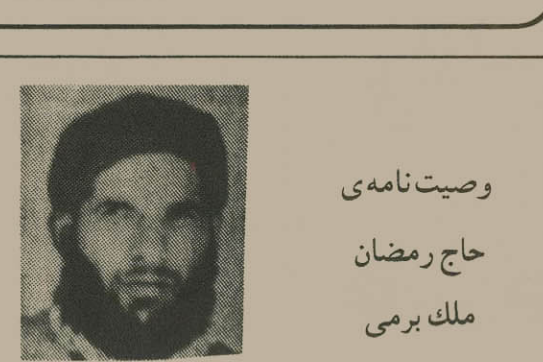 وصیت‌نامه‌ی
حاج رمضان
ملك برمی